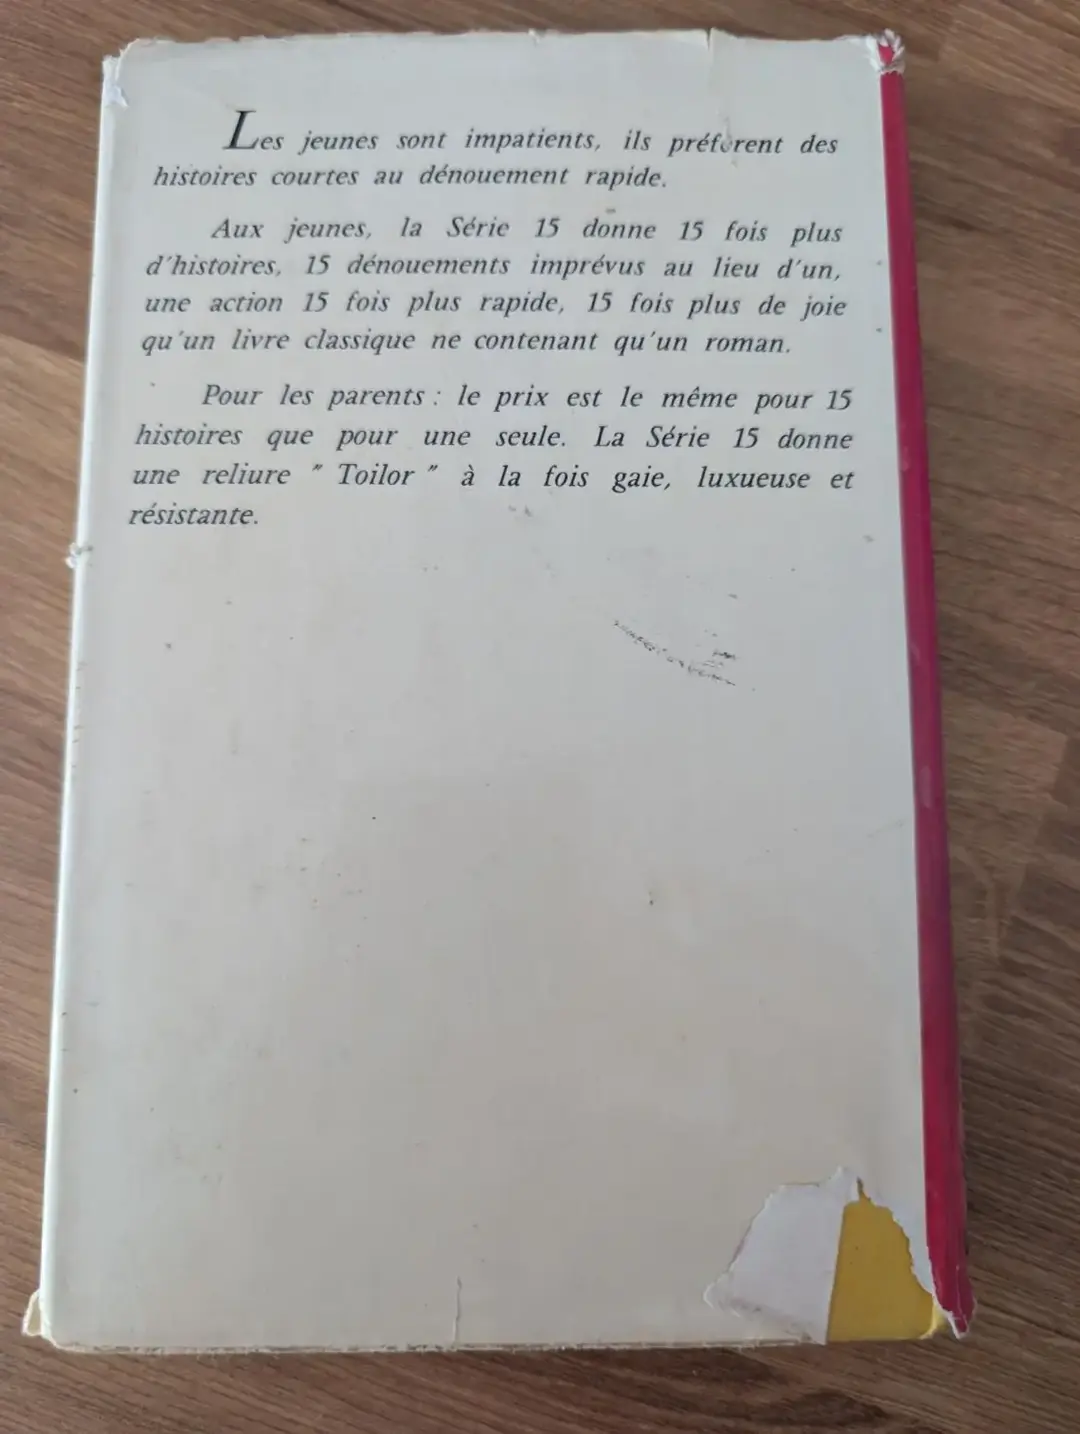 Les jeunes sont impatients, ils préfèrent des
histoires courtes au dénouement rapide.
Aux jeunes, la Série 15 donne 15 fois plus
d'histoires, 15 dénouements imprévus au lieu d'un,
une action 15 fois plus rapide, 15 fois plus de joie
qu'un livre classique ne contenant qu'un roman.
Pour les parents : le prix est le même pour 15
histoires que pour une seule. La Série 15 donne
une reliure " Toilor " à la fois gaie, luxueuse et
résistante.